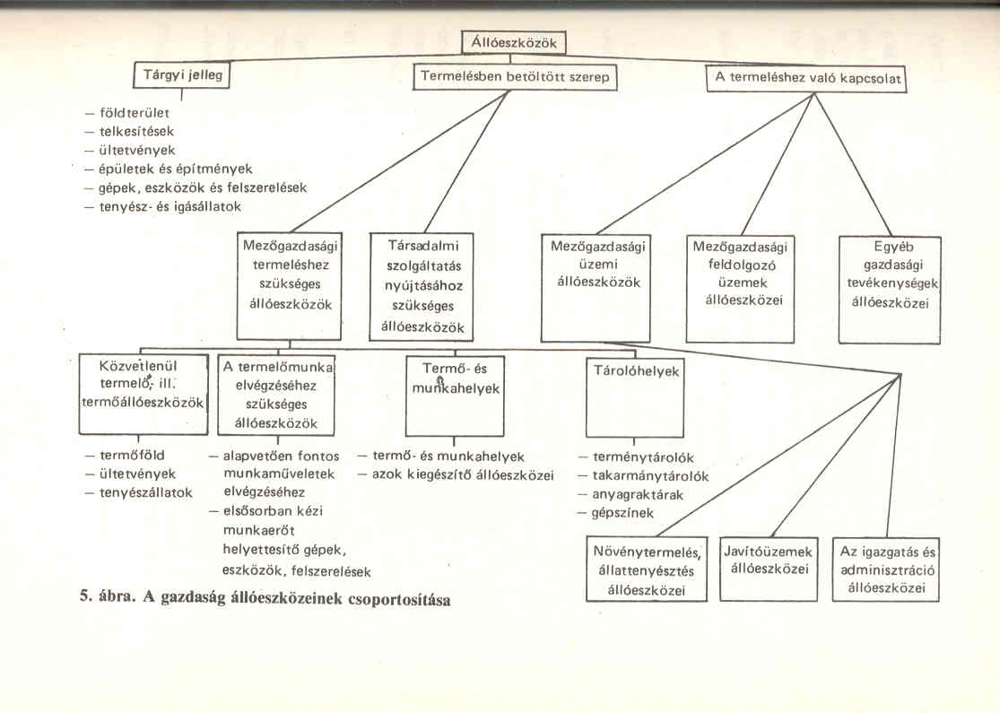 Állóeszközök
Tárgyi jelleg
Termelésben betöltött szerep
A termeléshez való kapcsolat
— földterület
— telkesítések
— ültetvények
— épületek és építmények
— gépek, eszközök és felszerelések
— tenyész- és igásállatok
Mezőgazdasági
termeléshez
szükséges
állóeszközök
Társadalmi
szolgáltatás
nyújtásához
szükséges
állóeszközök
Mezőgazdasági
üzemi
állóeszközök
Mezőgazdasági
feldolgozó
üzemek
állóeszközei
Egyéb
gazdasági
tevékenységek
állóeszközei
Közvetlenül
termelő-, ill.
termőállóeszközök
A termelőmunka
elvégzéséhez
szükséges
állóeszközök
Termő- és
munkahelyek
Tárolóhelyek
— termőföld
— ültetvények
— tenyészállatok
— alapvetően fontos
munkaműveletek
elvégzéséhez
— elsősorban kézi
munkaerőt
helyettesítő gépek,
eszközök, felszerelések
— termő- és munkahelyek
— azok kiegészítő állóeszközei
— terménytárolók
— takarmánytárolók
— anyagraktárak
— gépszínek
Növénytermelés,
állattenyésztés
állóeszközei
Javítóüzemek
állóeszközei
Az igazgatás és
adminisztráció
állóeszközei
5. ábra. A gazdaság állóeszközeinek csoportosítása